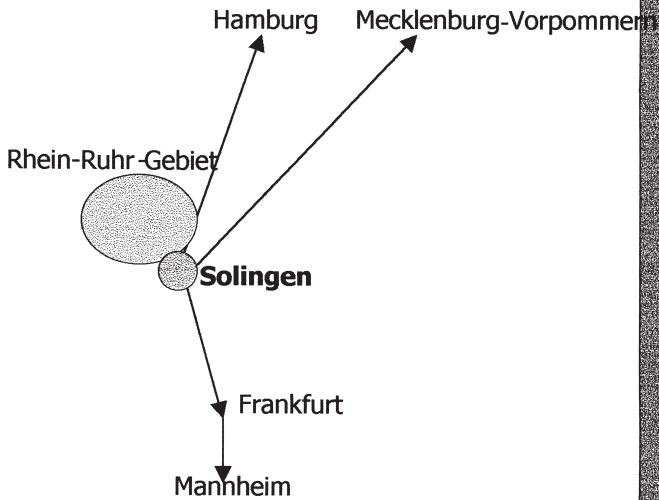 Hamburg
Mecklenburg-Vorpommern
Rhein-Ruhr-Gebiet
Solingen
Frankfurt
Mannheim